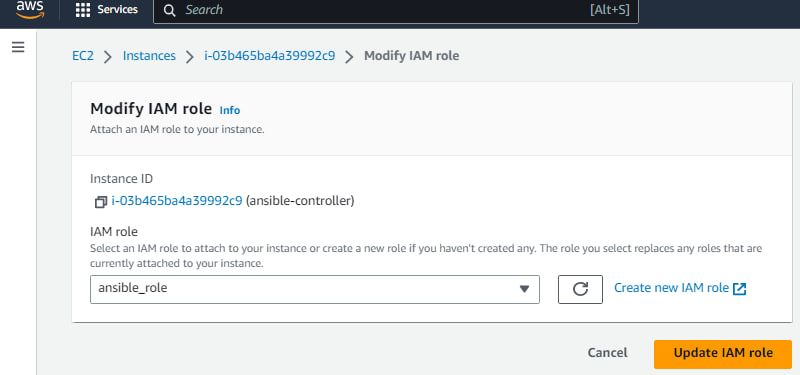 aws
Services
Search
[Alt+S]
EC2 > Instances > i-03b465ba4a39992c9 > Modify IAM role
Modify IAM role Info
Attach an IAM role to your instance.
Instance ID
i-03b465ba4a39992c9 (ansible-controller)
IAM role
Select an IAM role to attach to your instance or create a new role if you haven't created any. The role you select replaces any roles that are
currently attached to your instance.
ansible_role
Create new IAM role
Cancel
Update IAM role